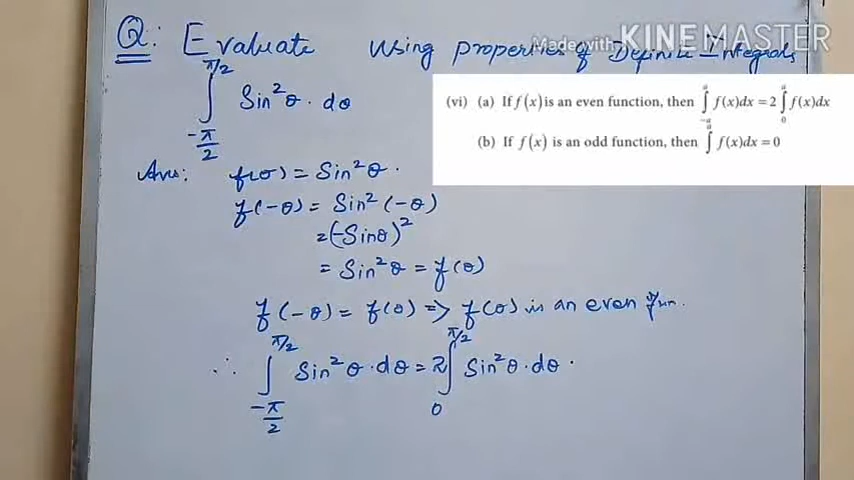 Q: Evaluate using properties of Definite Integrals
Made with KINEMASTER
∫_{-π/2}^{π/2} Sin²θ · dθ
(vi) (a) If f(x) is an even function, then ∫_{-a}^{a} f(x)dx = 2∫_{0}^{a} f(x)dx
(b) If f(x) is an odd function, then ∫_{-a}^{a} f(x)dx = 0
Ans: f(θ) = Sin²θ.
f(-θ) = Sin²(-θ)
= (-Sinθ)²
= Sin²θ = f(θ)
f(-θ) = f(θ) => f(θ) is an even fun.
∴ ∫_{-π/2}^{π/2} Sin²θ·dθ = 2∫_{0}^{π/2} Sin²θ·dθ ·